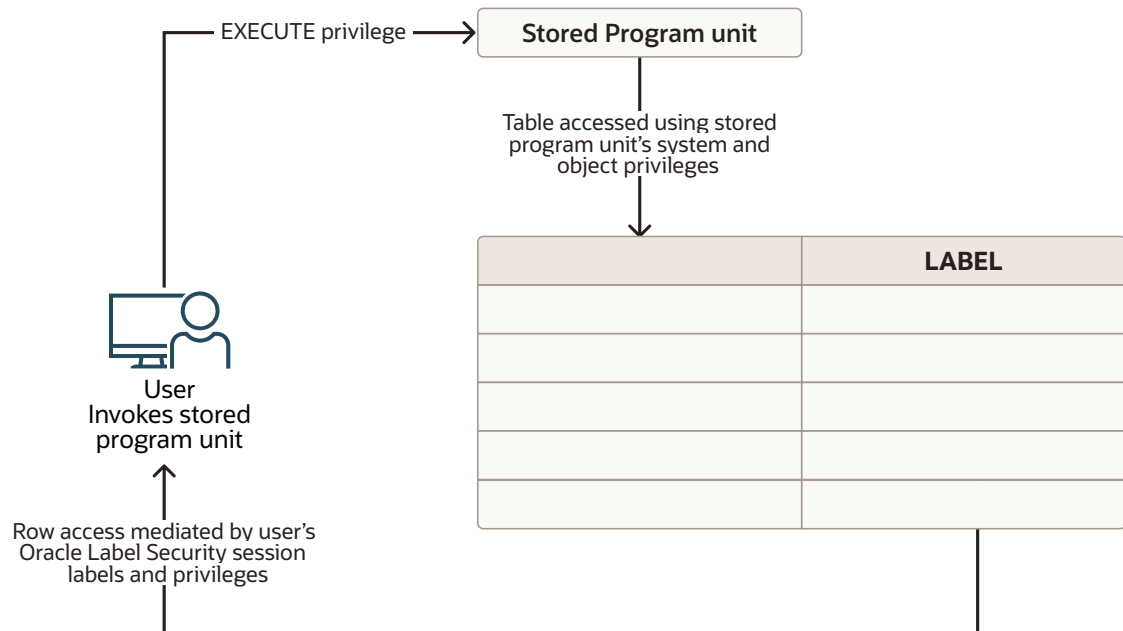 EXECUTE privilege
Stored Program unit
Table accessed using stored
program unit's system and
object privileges
LABEL
User
Invokes stored
program unit
Row access mediated by user's
Oracle Label Security session
labels and privileges